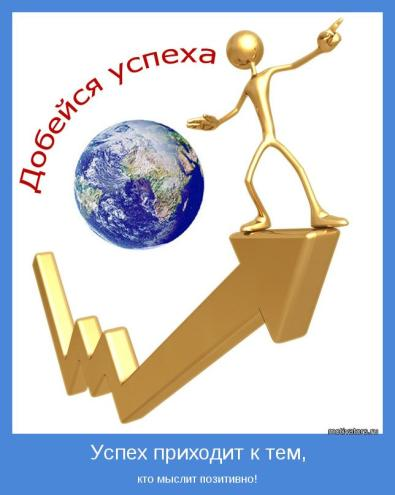 Добейся успеха
motivators.ru
Успех приходит к тем,
кто мыслит позитивно!